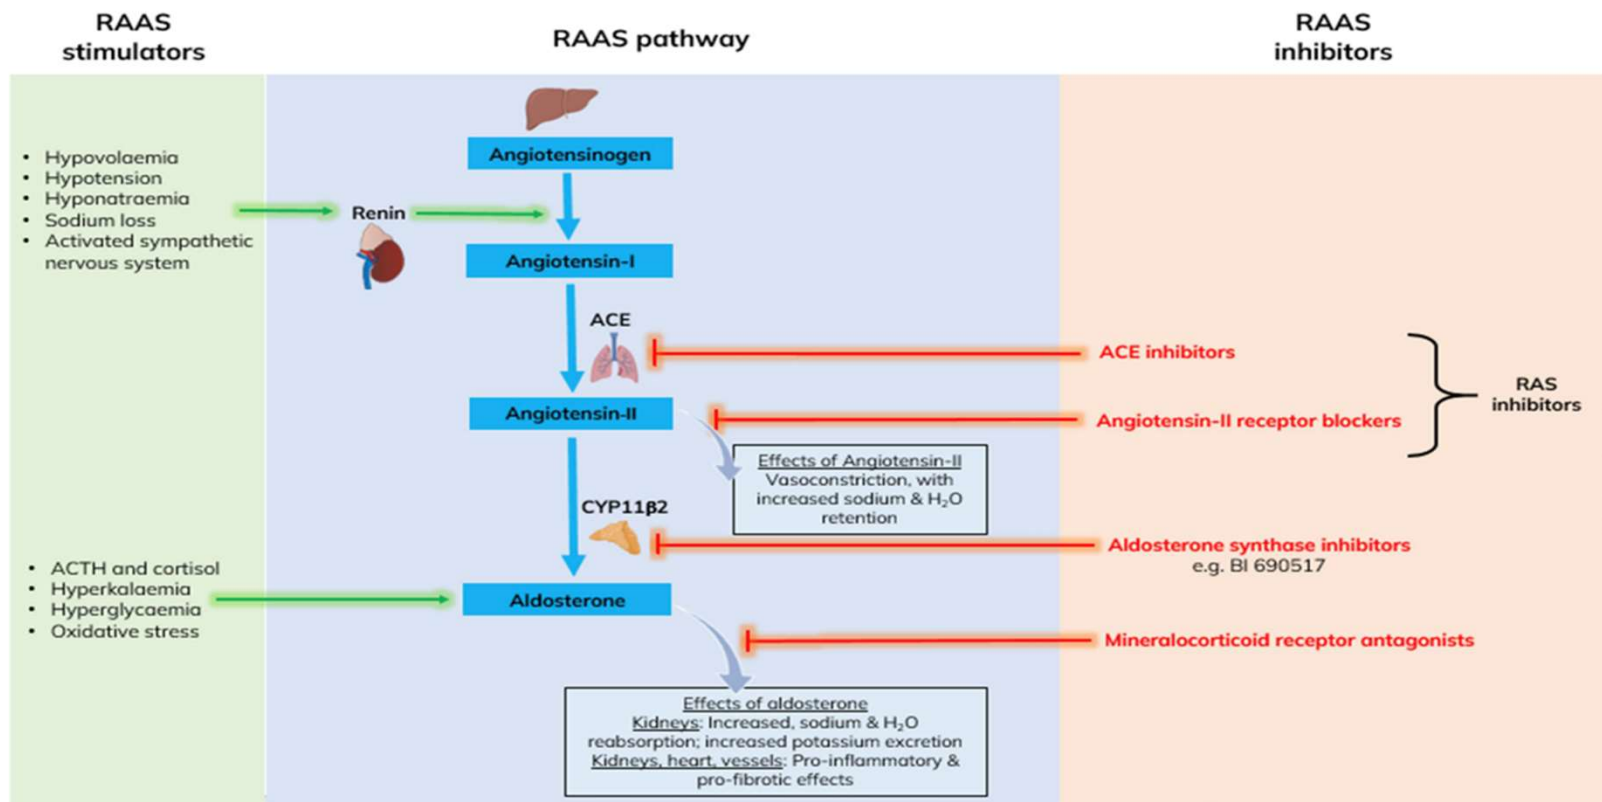 RAAS
stimulators
RAAS pathway
RAAS
inhibitors
• Hypovolaemia
• Hypotension
• Hyponatraemia
• Sodium loss
• Activated sympathetic
nervous system
Renin
Angiotensinogen
Angiotensin-I
ACE
Angiotensin-II
Effects of Angiotensin-II
Vasoconstriction, with
increased sodium & H₂O
retention
CYP11β2
Aldosterone
• ACTH and cortisol
• Hyperkalaemia
• Hyperglycaemia
• Oxidative stress
Effects of aldosterone
Kidneys: Increased, sodium & H₂O
reabsorption; increased potassium excretion
Kidneys, heart, vessels: Pro-inflammatory &
pro-fibrotic effects
ACE inhibitors
Angiotensin-II receptor blockers
RAS
inhibitors
Aldosterone synthase inhibitors
e.g. BI 690517
Mineralocorticoid receptor antagonists